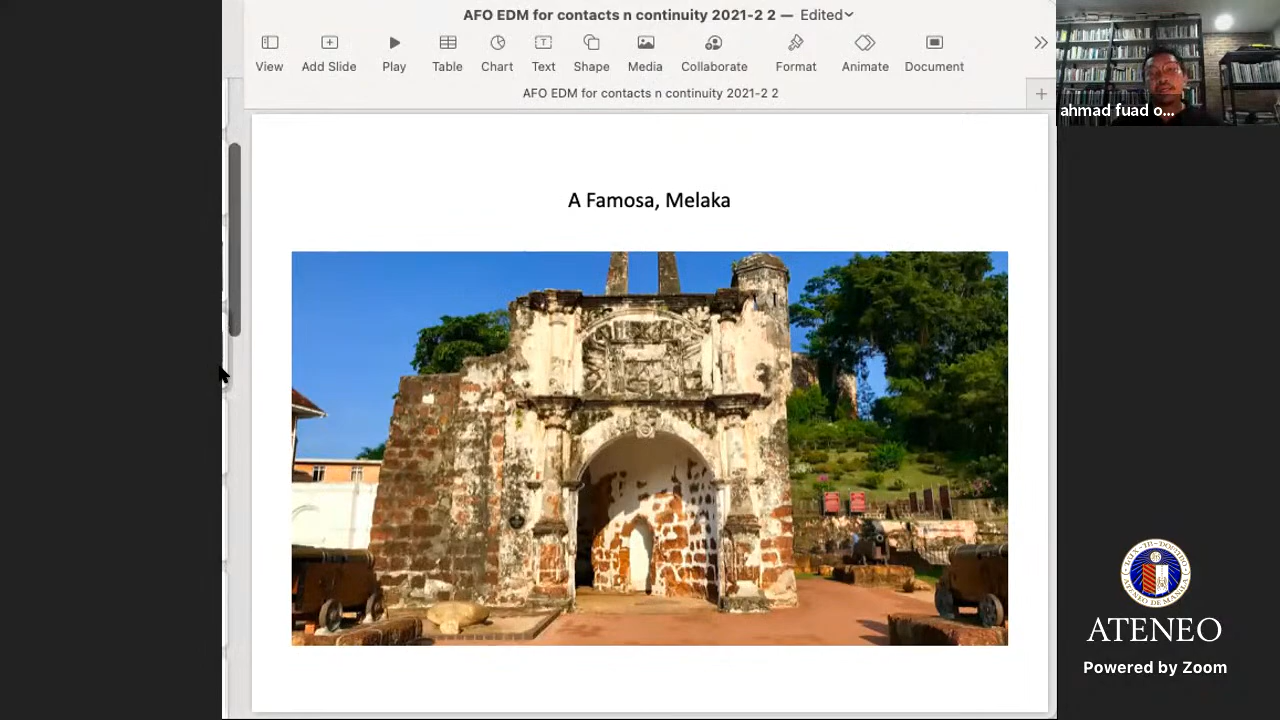 AFO EDM for contacts n continuity 2021-2 2 — Edited
View Add Slide Play Table Chart Text Shape Media Collaborate Format Animate Document
AFO EDM for contacts n continuity 2021-2 2
ahmad fuad o...
A Famosa, Melaka
ATENEO
Powered by Zoom